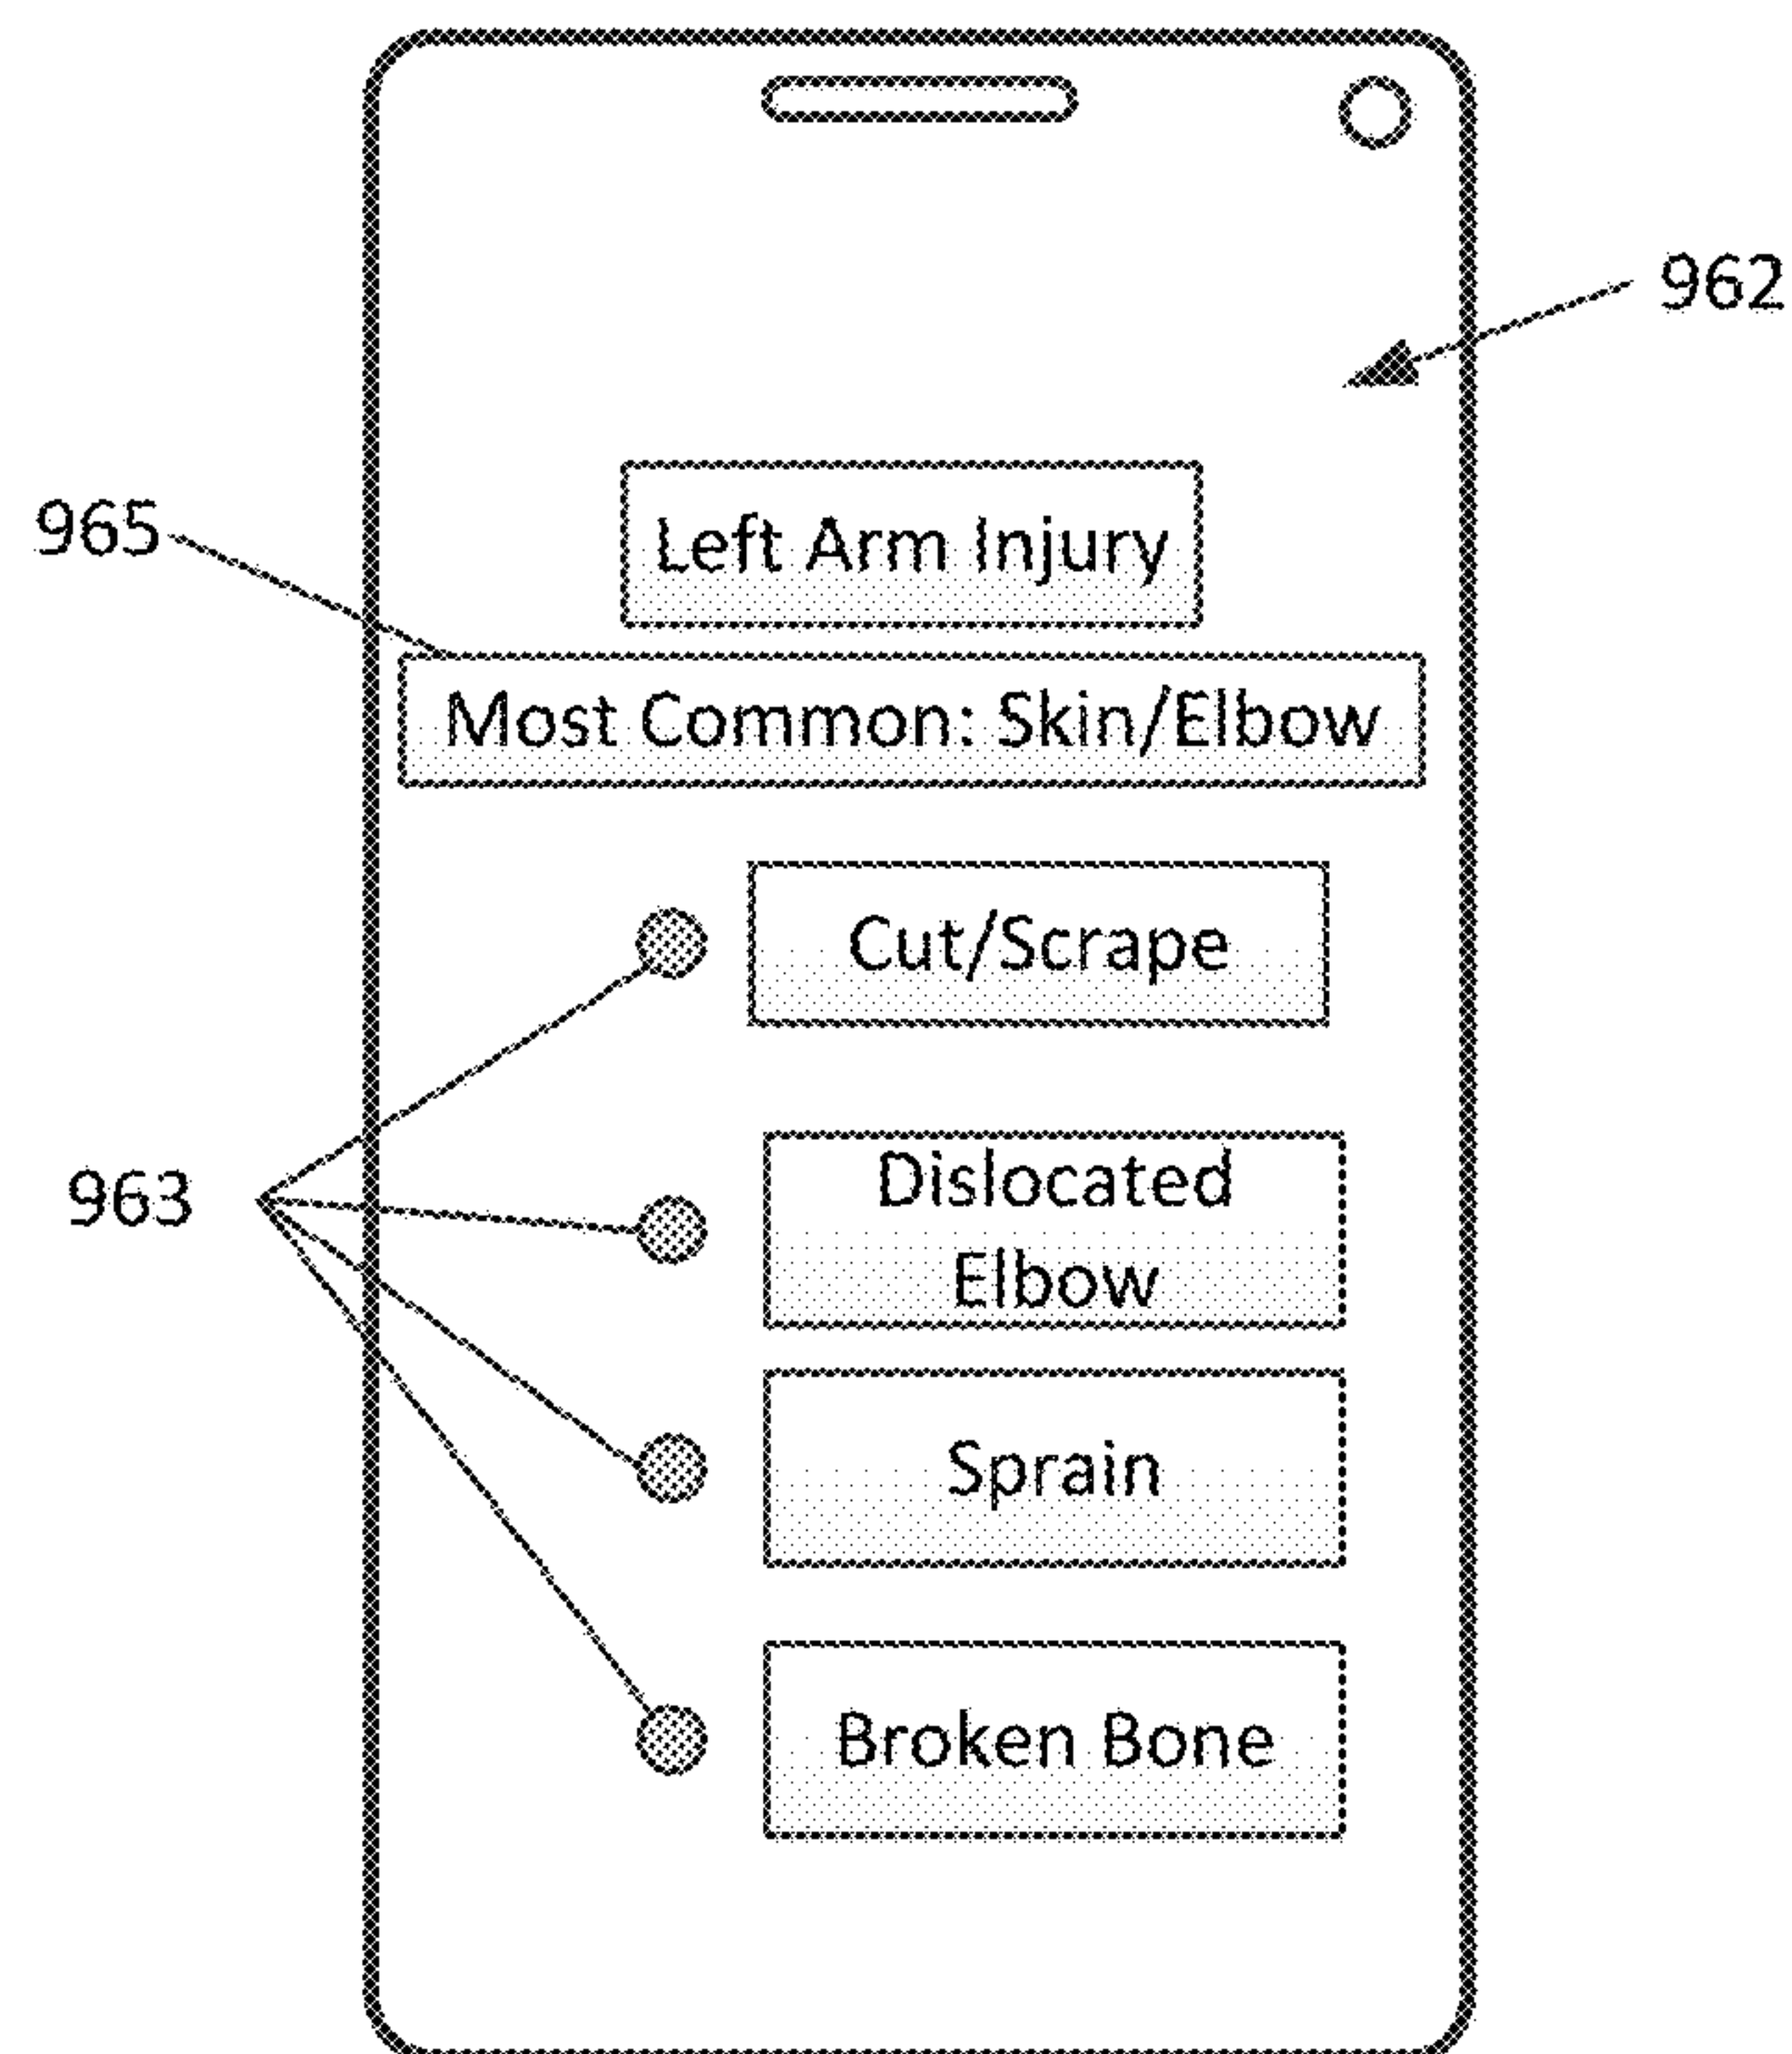 962
Left Arm Injury
965
Most Common: Skin/Elbow
Cut/Scrape
963
Dislocated
Elbow
Sprain
Broken Bone